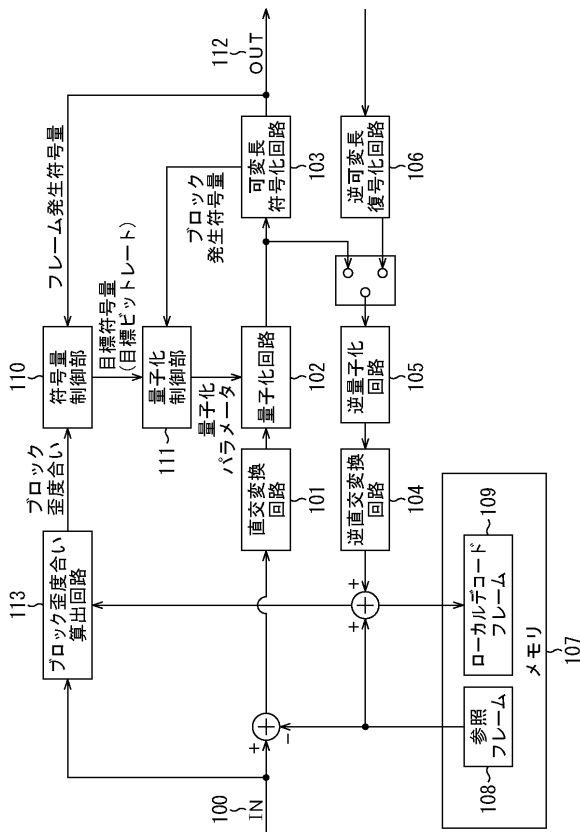 100
IN
113
ブロック歪度合い
算出回路
ブロック
歪度合い
110
符号量
制御部
フレーム発生符号量
目標符号量
(目標ビットレート)
量子化
制御部
111
ブロック
発生符号量
量子化
パラメータ
直交変換
回路
101
量子化回路
102
可変長
符号化回路
103
112
OUT
逆直交変換
回路
104
逆量子化
回路
105
逆可変長
復号化回路
106
+
-
+
+
参照
フレーム
108
ローカルデコード
フレーム
109
メモリ
107